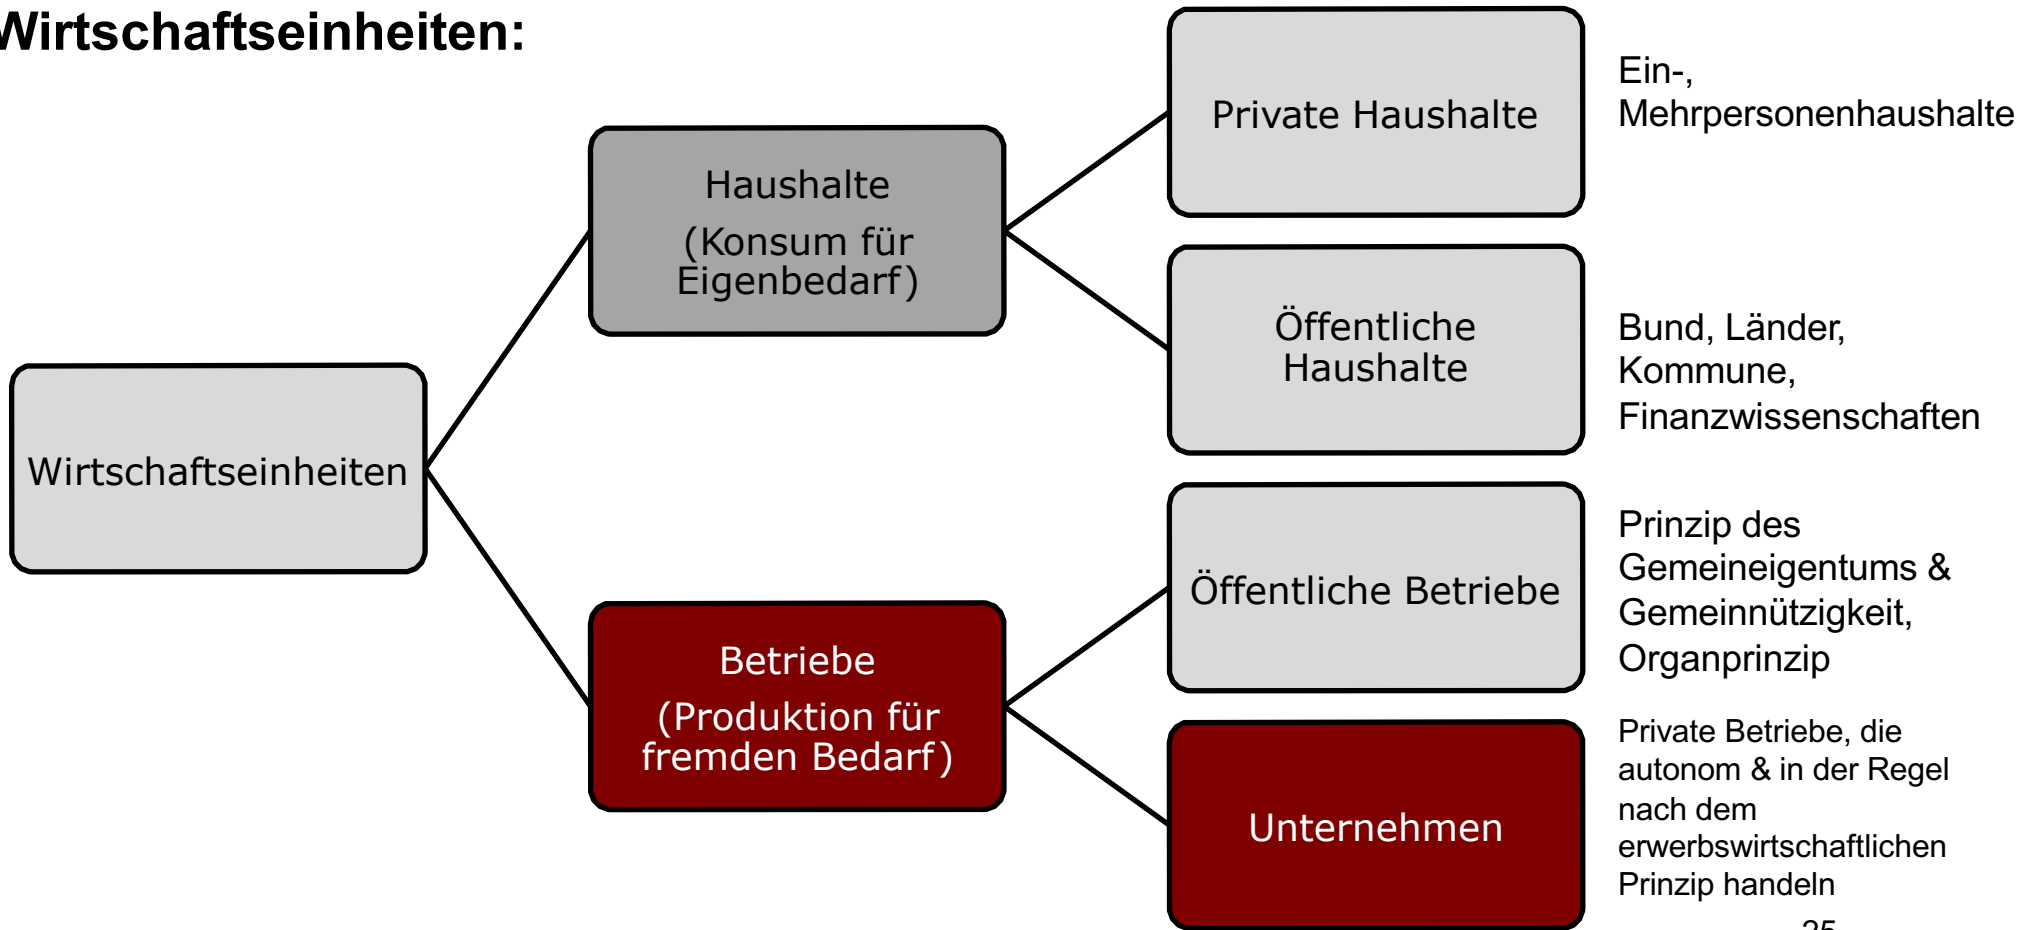 Wirtschaftseinheiten:
Wirtschaftseinheiten
Haushalte
(Konsum für
Eigenbedarf)
Betriebe
(Produktion für
fremden Bedarf)
Private Haushalte
Ein-,
Mehrpersonenhaushalte
Öffentliche
Haushalte
Bund, Länder,
Kommune,
Finanzwissenschaften
Öffentliche Betriebe
Prinzip des
Gemeineigentums &
Gemeinnützigkeit,
Organprinzip
Unternehmen
Private Betriebe, die
autonom & in der Regel
nach dem
erwerbswirtschaftlichen
Prinzip handeln
25